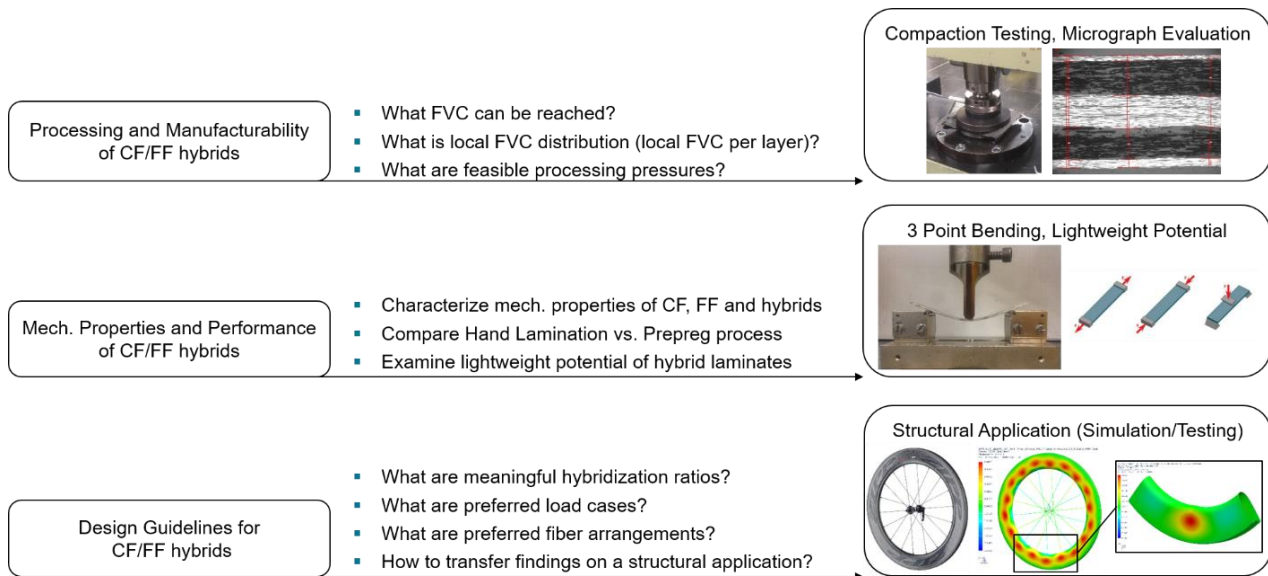 Compaction Testing, Micrograph Evaluation
Processing and Manufacturability
of CF/FF hybrids
What FVC can be reached?
What is local FVC distribution (local FVC per layer)?
What are feasible processing pressures?
3 Point Bending, Lightweight Potential
Mech. Properties and Performance
of CF/FF hybrids
Characterize mech. properties of CF, FF and hybrids
Compare Hand Lamination vs. Prepreg process
Examine lightweight potential of hybrid laminates
Structural Application (Simulation/Testing)
Design Guidelines for
CF/FF hybrids
What are meaningful hybridization ratios?
What are preferred load cases?
What are preferred fiber arrangements?
How to transfer findings on a structural application?